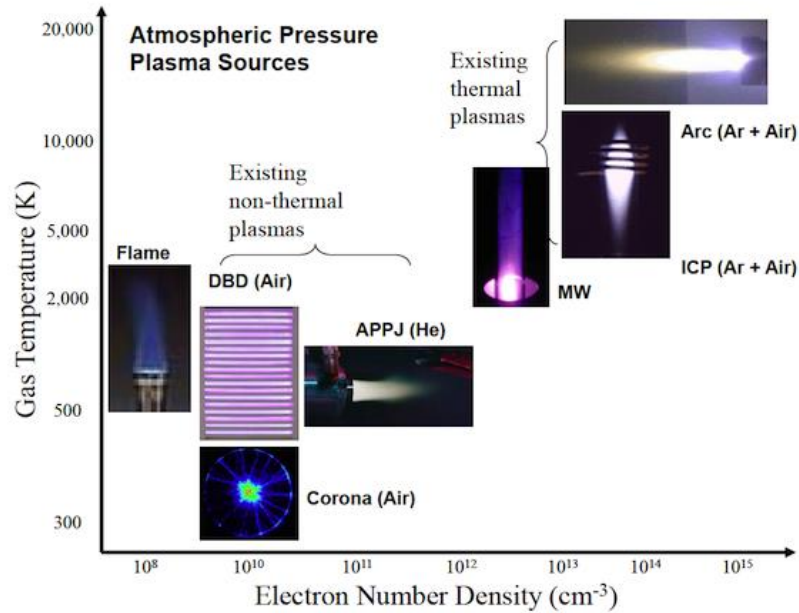 Atmospheric Pressure
Plasma Sources
20,000
10,000
5,000
2,000
500
300
Gas Temperature (K)
Existing
thermal
plasmas
Arc (Ar + Air)
Existing
non-thermal
plasmas
Flame
DBD (Air)
ICP (Ar + Air)
MW
APPJ (He)
Corona (Air)
10⁸
10¹⁰
10¹¹
10¹²
10¹³
10¹⁴
10¹⁵
Electron Number Density (cm⁻³)